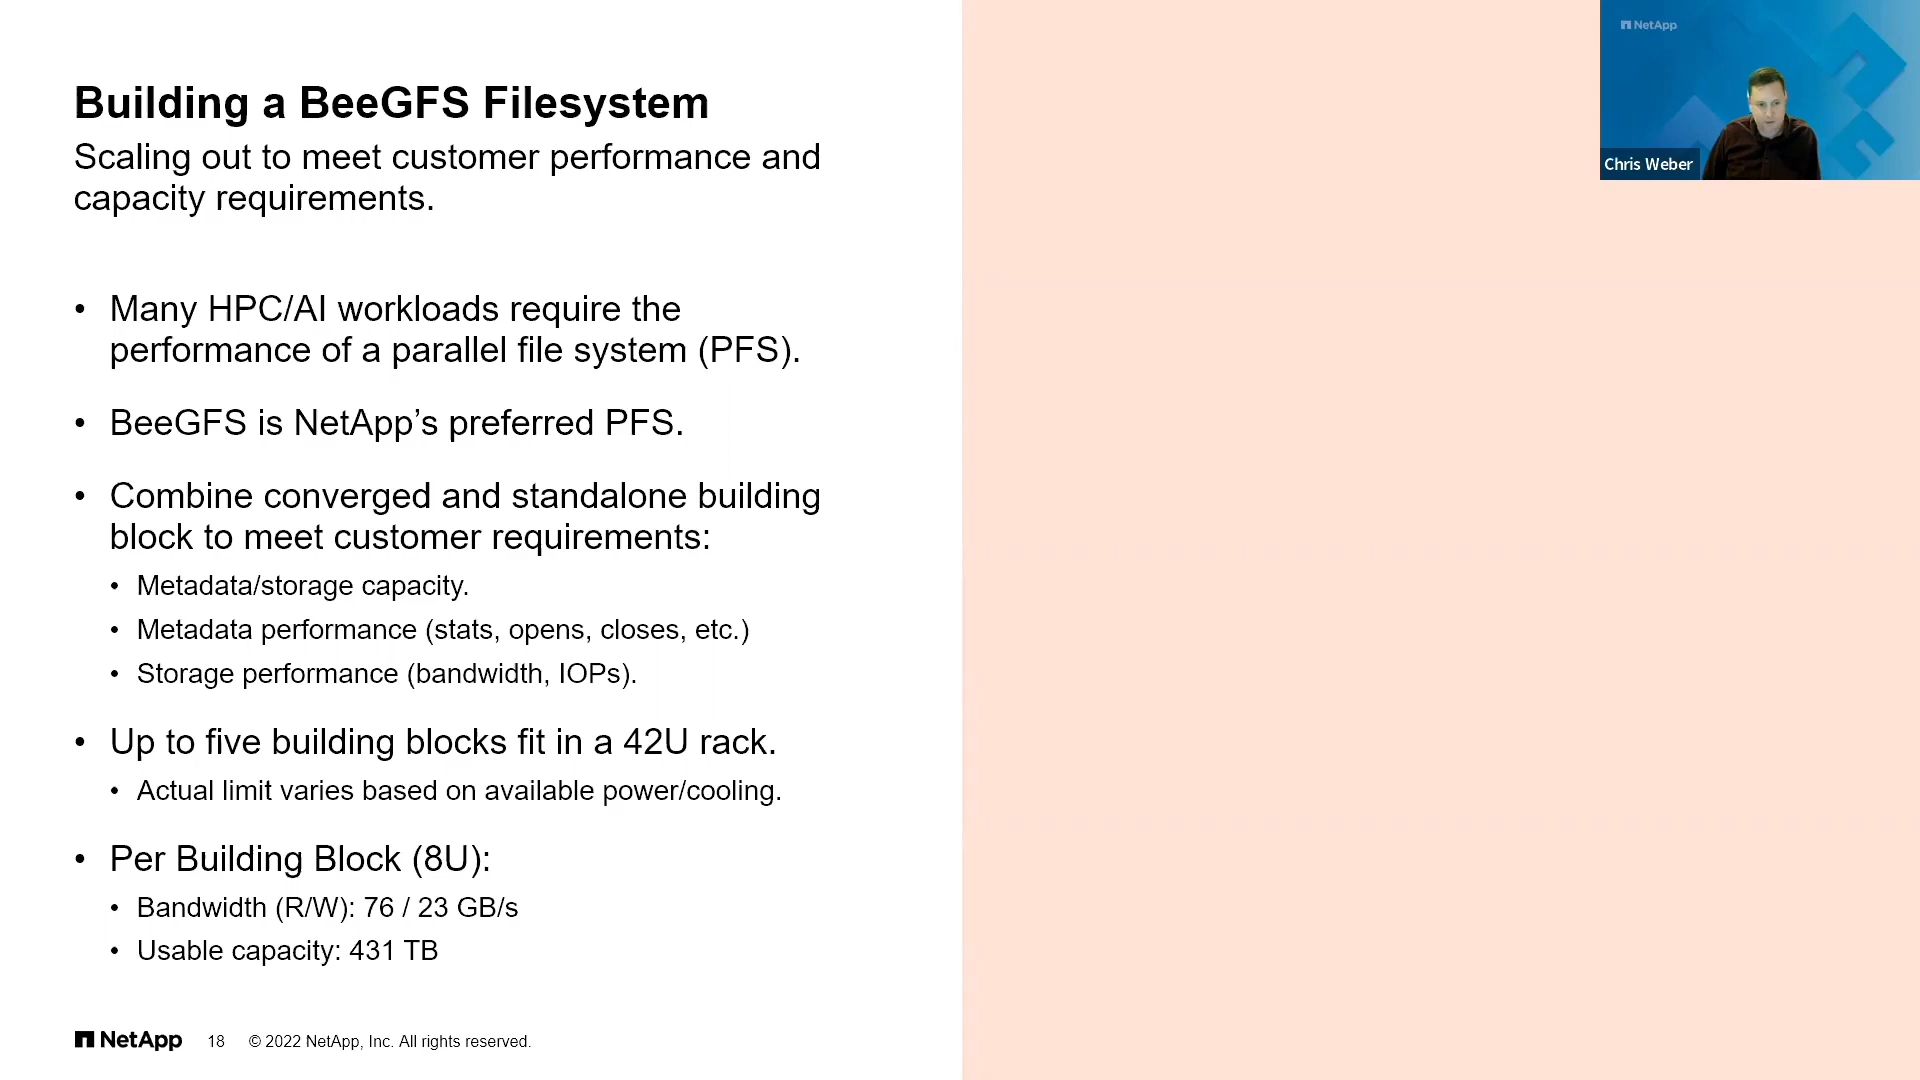 Building a BeeGFS Filesystem
Scaling out to meet customer performance and
capacity requirements.
• Many HPC/AI workloads require the
performance of a parallel file system (PFS).
• BeeGFS is NetApp’s preferred PFS.
• Combine converged and standalone building
block to meet customer requirements:
• Metadata/storage capacity.
• Metadata performance (stats, opens, closes, etc.)
• Storage performance (bandwidth, IOPs).
• Up to five building blocks fit in a 42U rack.
• Actual limit varies based on available power/cooling.
• Per Building Block (8U):
• Bandwidth (R/W): 76 / 23 GB/s
• Usable capacity: 431 TB
NetApp 18 © 2022 NetApp, Inc. All rights reserved.
NetApp
Chris Weber